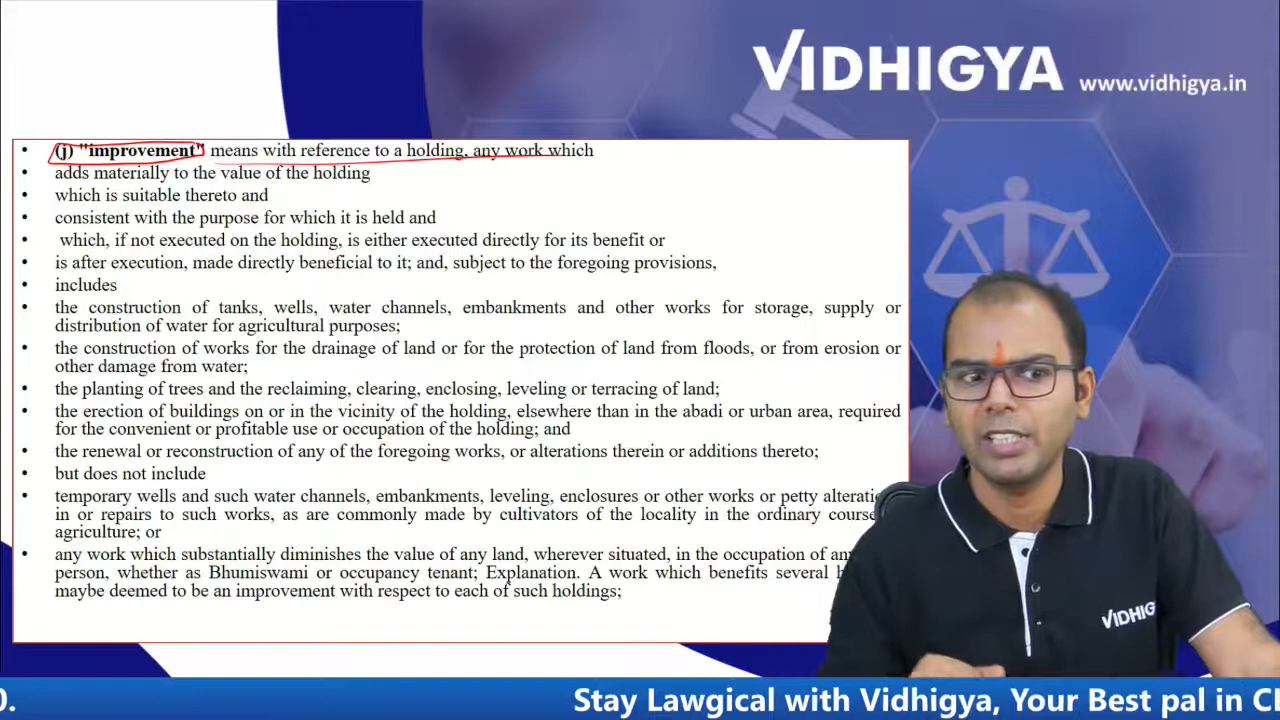 VIDHIGYA www.vidhigya.in
• (j) "improvement" means with reference to a holding, any work which
• adds materially to the value of the holding
• which is suitable thereto and
• consistent with the purpose for which it is held and
• which, if not executed on the holding, is either executed directly for its benefit or
• is after execution, made directly beneficial to it; and, subject to the foregoing provisions,
• includes
• the construction of tanks, wells, water channels, embankments and other works for storage, supply or
distribution of water for agricultural purposes;
• the construction of works for the drainage of land or for the protection of land from floods, or from erosion or
other damage from water;
• the planting of trees and the reclaiming, clearing, enclosing, leveling or terracing of land;
• the erection of buildings on or in the vicinity of the holding, elsewhere than in the abadi or urban area, required
for the convenient or profitable use or occupation of the holding; and
• the renewal or reconstruction of any of the foregoing works, or alterations therein or additions thereto;
• but does not include
• temporary wells and such water channels, embankments, leveling, enclosures or other works or petty
in or repairs to such works, as are commonly made by cultivators of the locality in the ordinary course
agriculture; or
• any work which substantially diminishes the value of any land, wherever situated, in the occupation of
person, whether as Bhumiswami or occupancy tenant; Explanation. A work which benefits several
maybe deemed to be an improvement with respect to each of such holdings;
VIDHIG
0. Stay Lawgical with Vidhigya, Your Best pal in